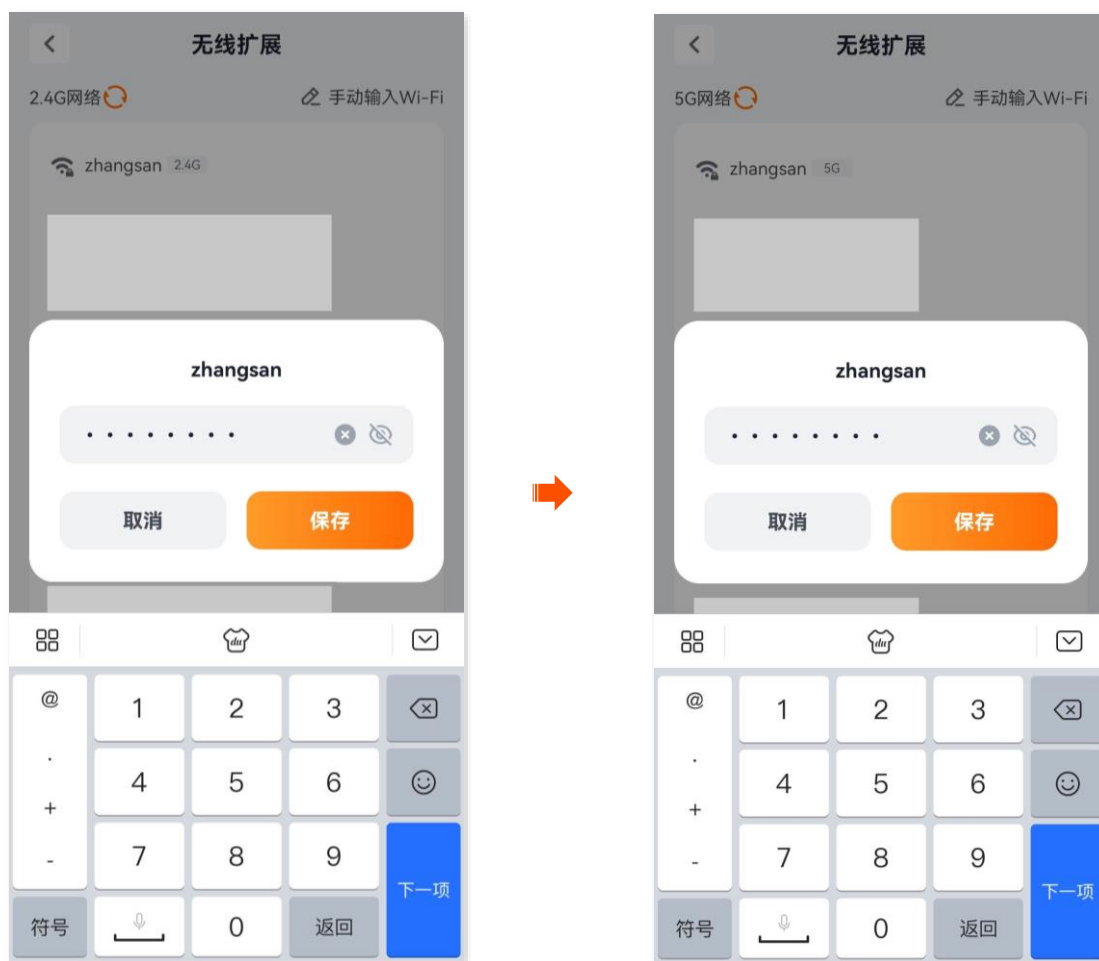 无线扩展
2.4G网络 手动输入Wi-Fi
zhangsan 2.4G
zhangsan
取消 保存
du
@ 1 2 3
. 4 5 6
+
- 7 8 9
下一项
符号 0 返回
无线扩展
5G网络 手动输入Wi-Fi
zhangsan 5G
zhangsan
取消 保存
du
@ 1 2 3
. 4 5 6
+
- 7 8 9
下一项
符号 0 返回